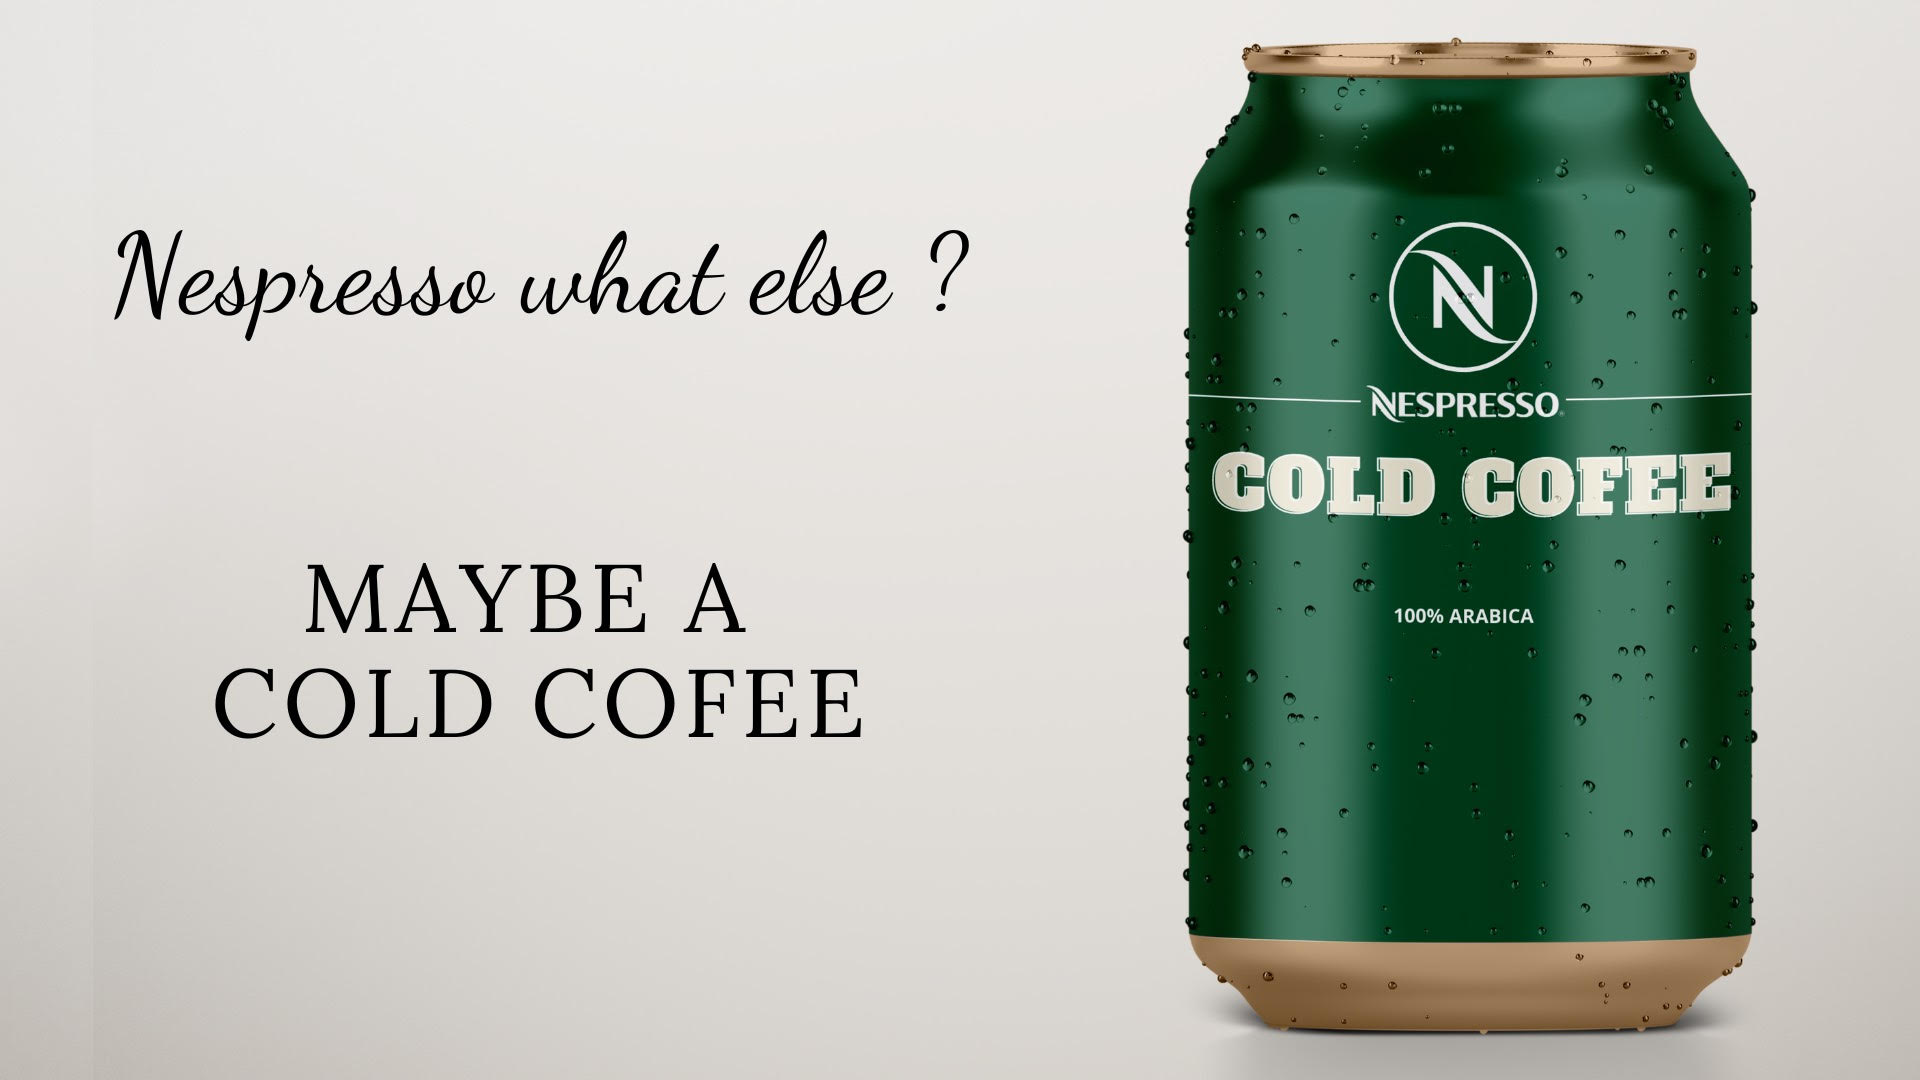 Nespresso what else ?
MAYBE A
COLD COFEE
N
NESPRESSO
COLD COFEE
100% ARABICA